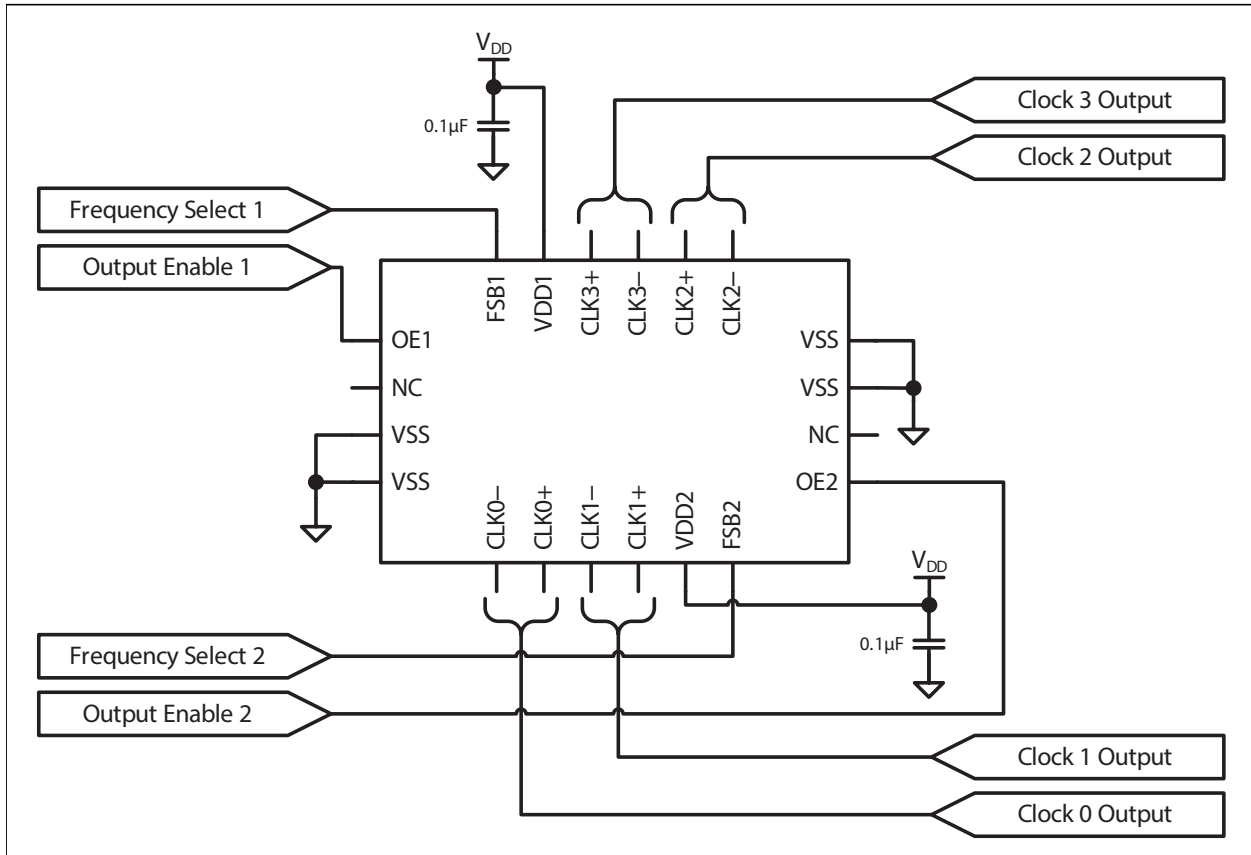 VDD
0.1µF
Clock 3 Output
Clock 2 Output
Frequency Select 1
Output Enable 1
FSB1
VDD1
CLK3+
CLK3–
CLK2+
CLK2–
OE1
NC
VSS
VSS
VSS
VSS
NC
OE2
CLK0–
CLK0+
CLK1–
CLK1+
VDD2
FSB2
VDD
0.1µF
Frequency Select 2
Output Enable 2
Clock 1 Output
Clock 0 Output